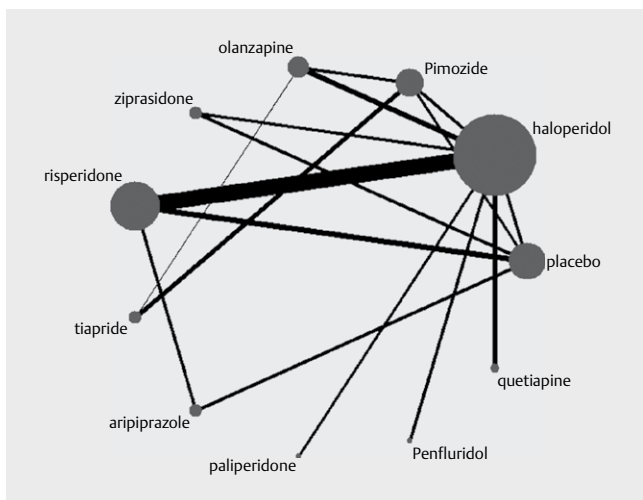 olanzapine
Pimozide
ziprasidone
haloperidol
risperidone
placebo
tiapride
quetiapine
aripiprazole
Penfluridol
paliperidone